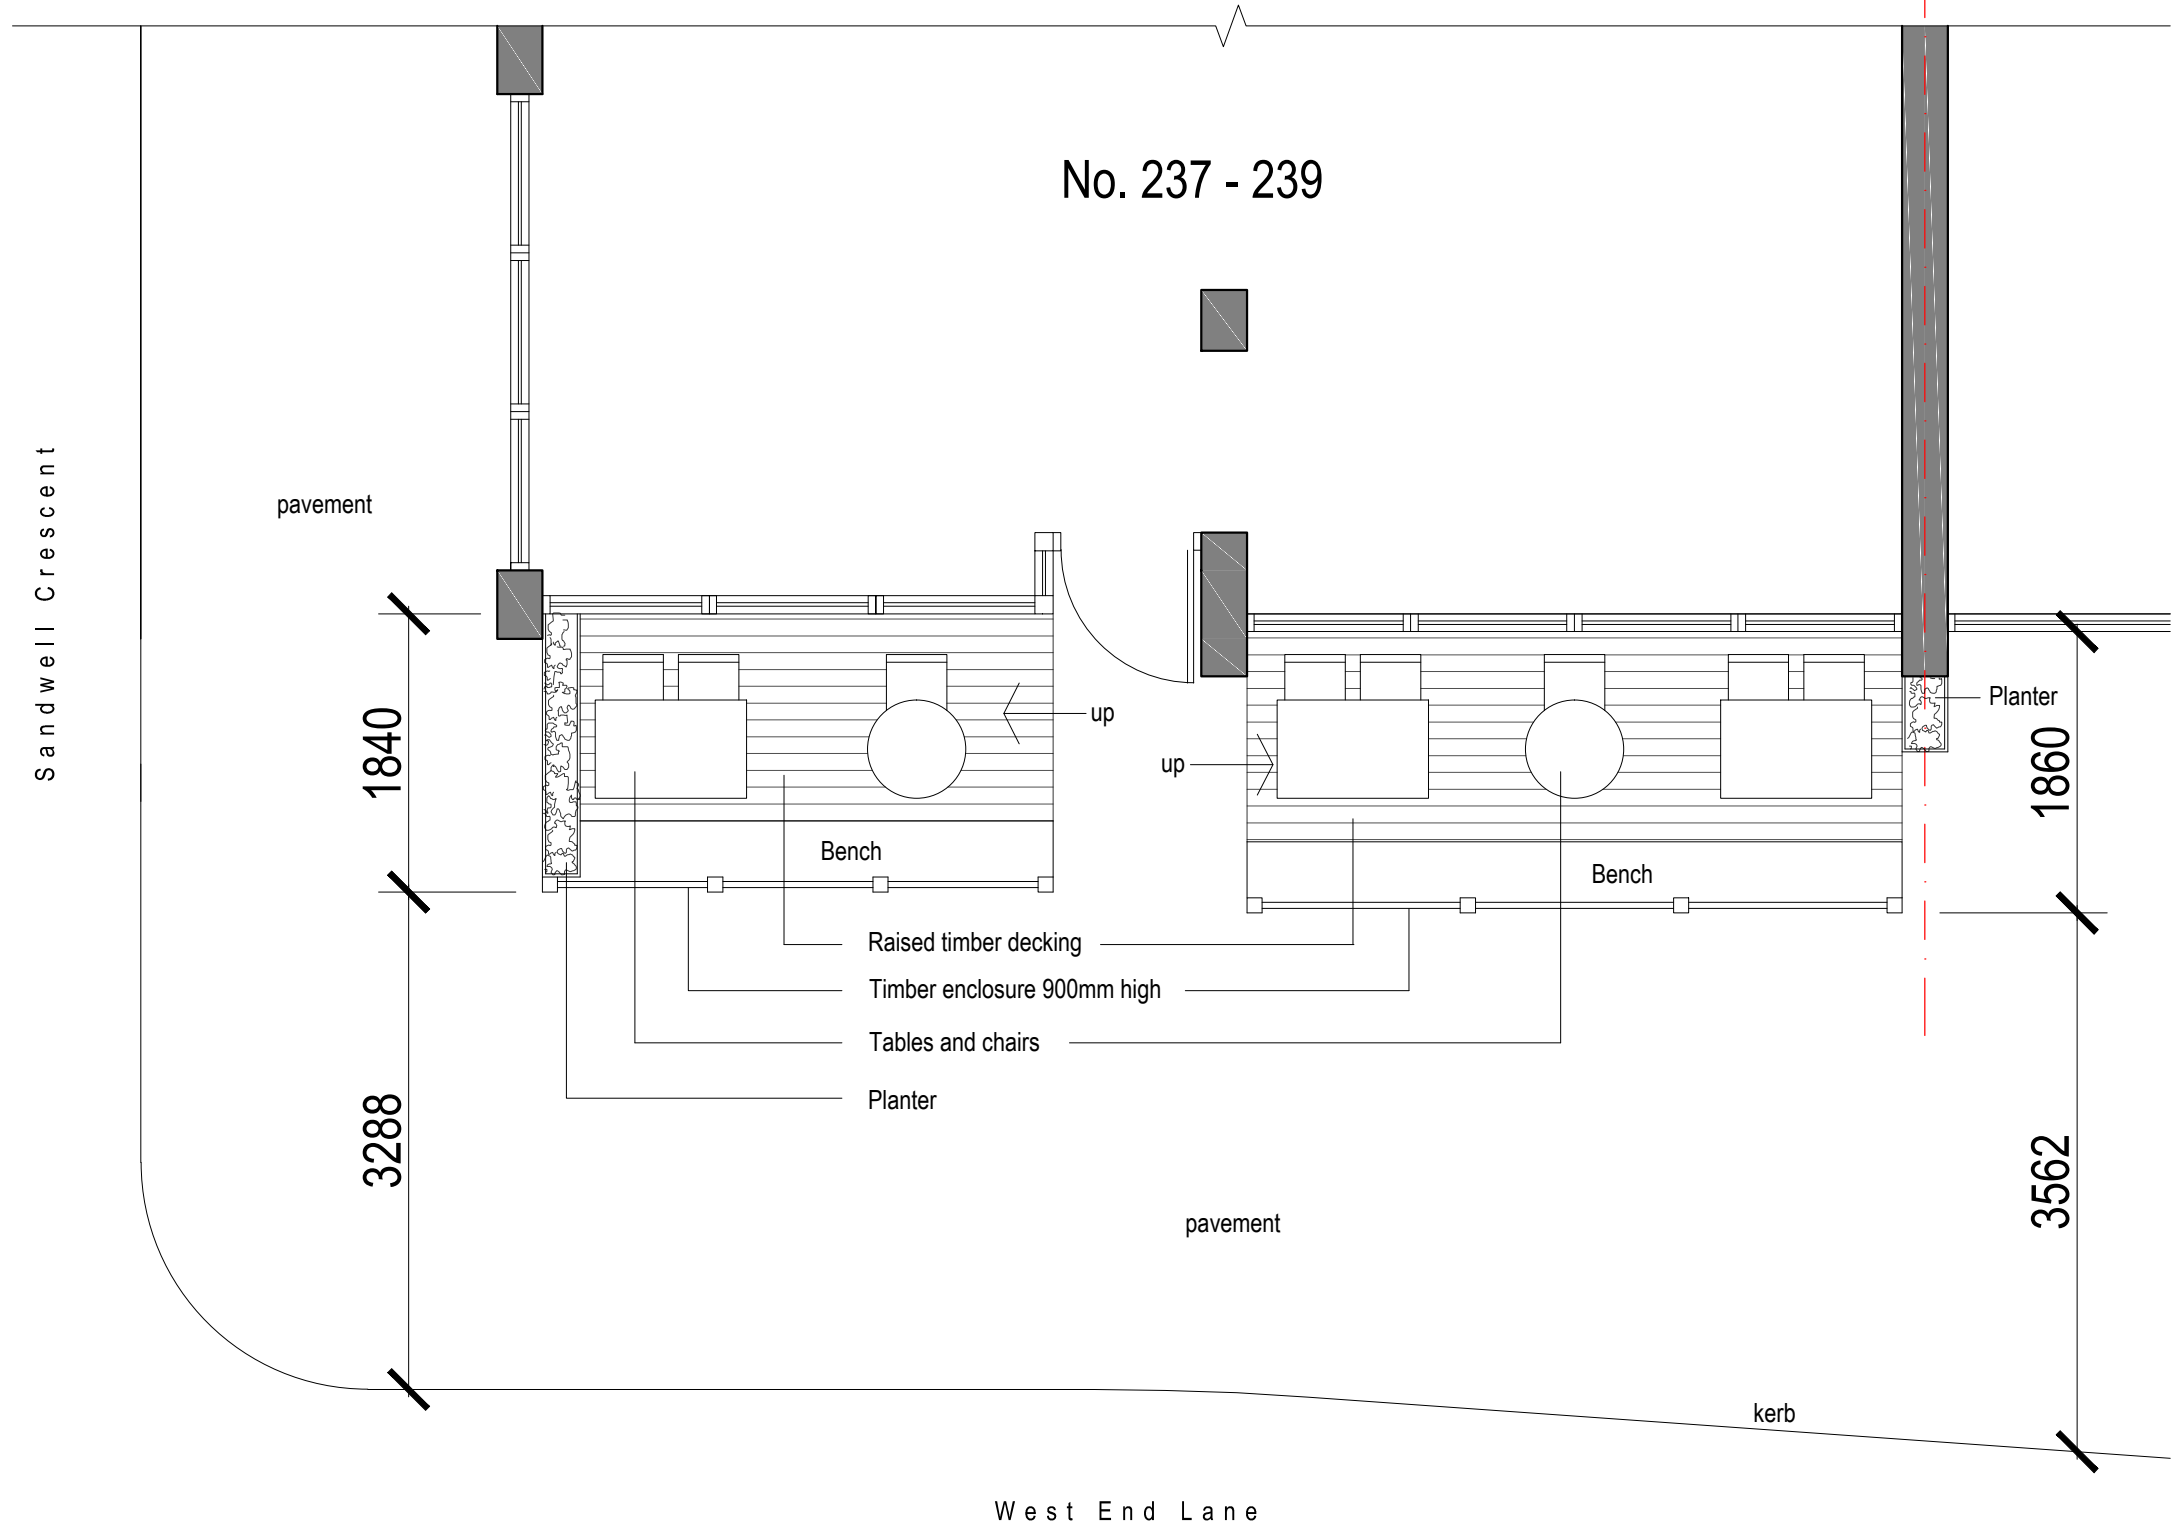 No. 237 - 239
Sandwell Crescent
pavement
Planter
up
up
1840
1860
Bench
Bench
Raised timber decking
Timber enclosure 900mm high
Tables and chairs
Planter
3288
3562
pavement
kerb
West End Lane